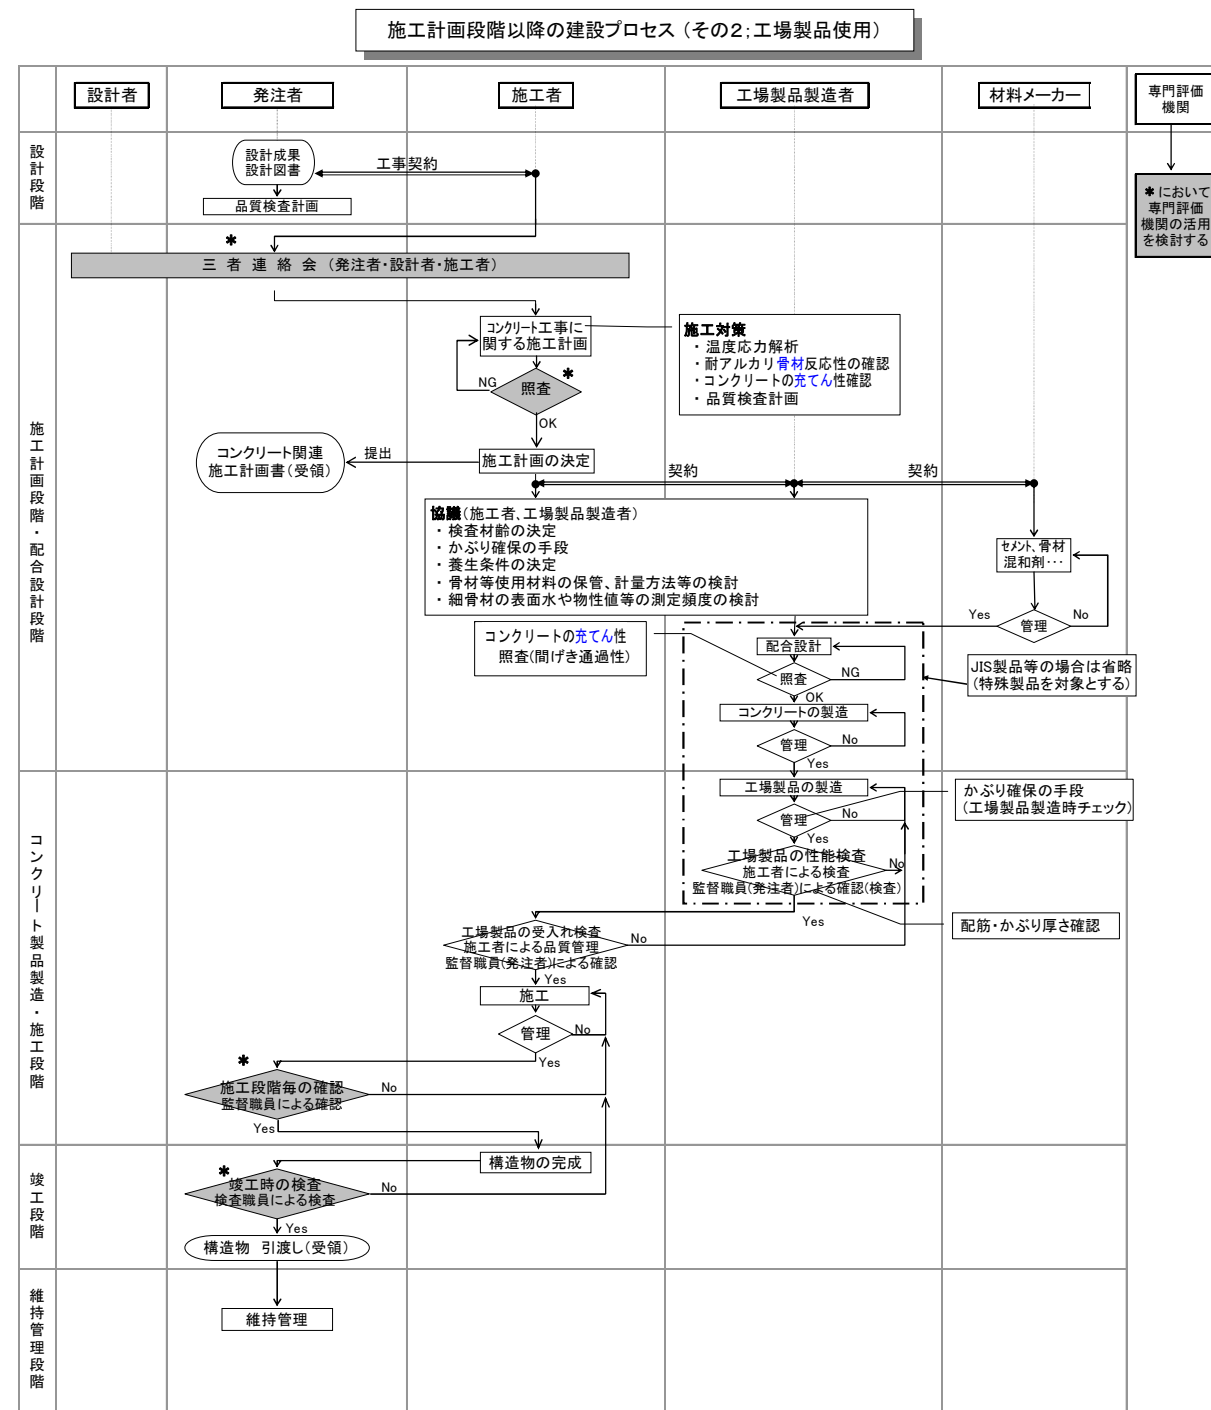 施工計画段階以降の建設プロセス（その2；工場製品使用）
設計者
発注者
施工者
工場製品製造者
材料メーカー
専門評価
機関
設計段階
設計成果
設計図書
工事契約
品質検査計画
＊において
専門評価
機関の活用
を検討する
施工計画段階・配合設計段階
＊
三 者 連 絡 会（発注者・設計者・施工者）
コンクリート工事に
関する施工計画
施工対策
・温度応力解析
・耐アルカリ骨材反応性の確認
・コンクリートの充てん性確認
・品質検査計画
NG
照査
＊
OK
コンクリート関連
施工計画書（受領）
提出
施工計画の決定
契約
契約
協議（施工者、工場製品製造者）
・検査材齢の決定
・かぶり確保の手段
・養生条件の決定
・骨材等使用材料の保管、計量方法等の検討
・細骨材の表面水や物性値等の測定頻度の検討
セメント、骨材
混和剤・・・
Yes
管理
No
コンクリートの充てん性
照査(間げき通過性)
配合設計
照査
NG
OK
JIS製品等の場合は省略
（特殊製品を対象とする）
コンクリートの製造
管理
No
Yes
コンクリート製品製造・施工段階
工場製品の製造
管理
No
Yes
かぶり確保の手段
（工場製品製造時チェック）
工場製品の性能検査
施工者による検査
監督職員(発注者)による確認(検査)
No
Yes
配筋・かぶり厚さ確認
工場製品の受入れ検査
施工者による品質管理
監督職員(発注者)による確認
No
Yes
施工
管理
No
Yes
＊
施工段階毎の確認
監督職員による確認
No
Yes
竣工段階
構造物の完成
＊
竣工時の検査
検査職員による検査
No
Yes
構造物 引渡し（受領）
維持管理段階
維持管理